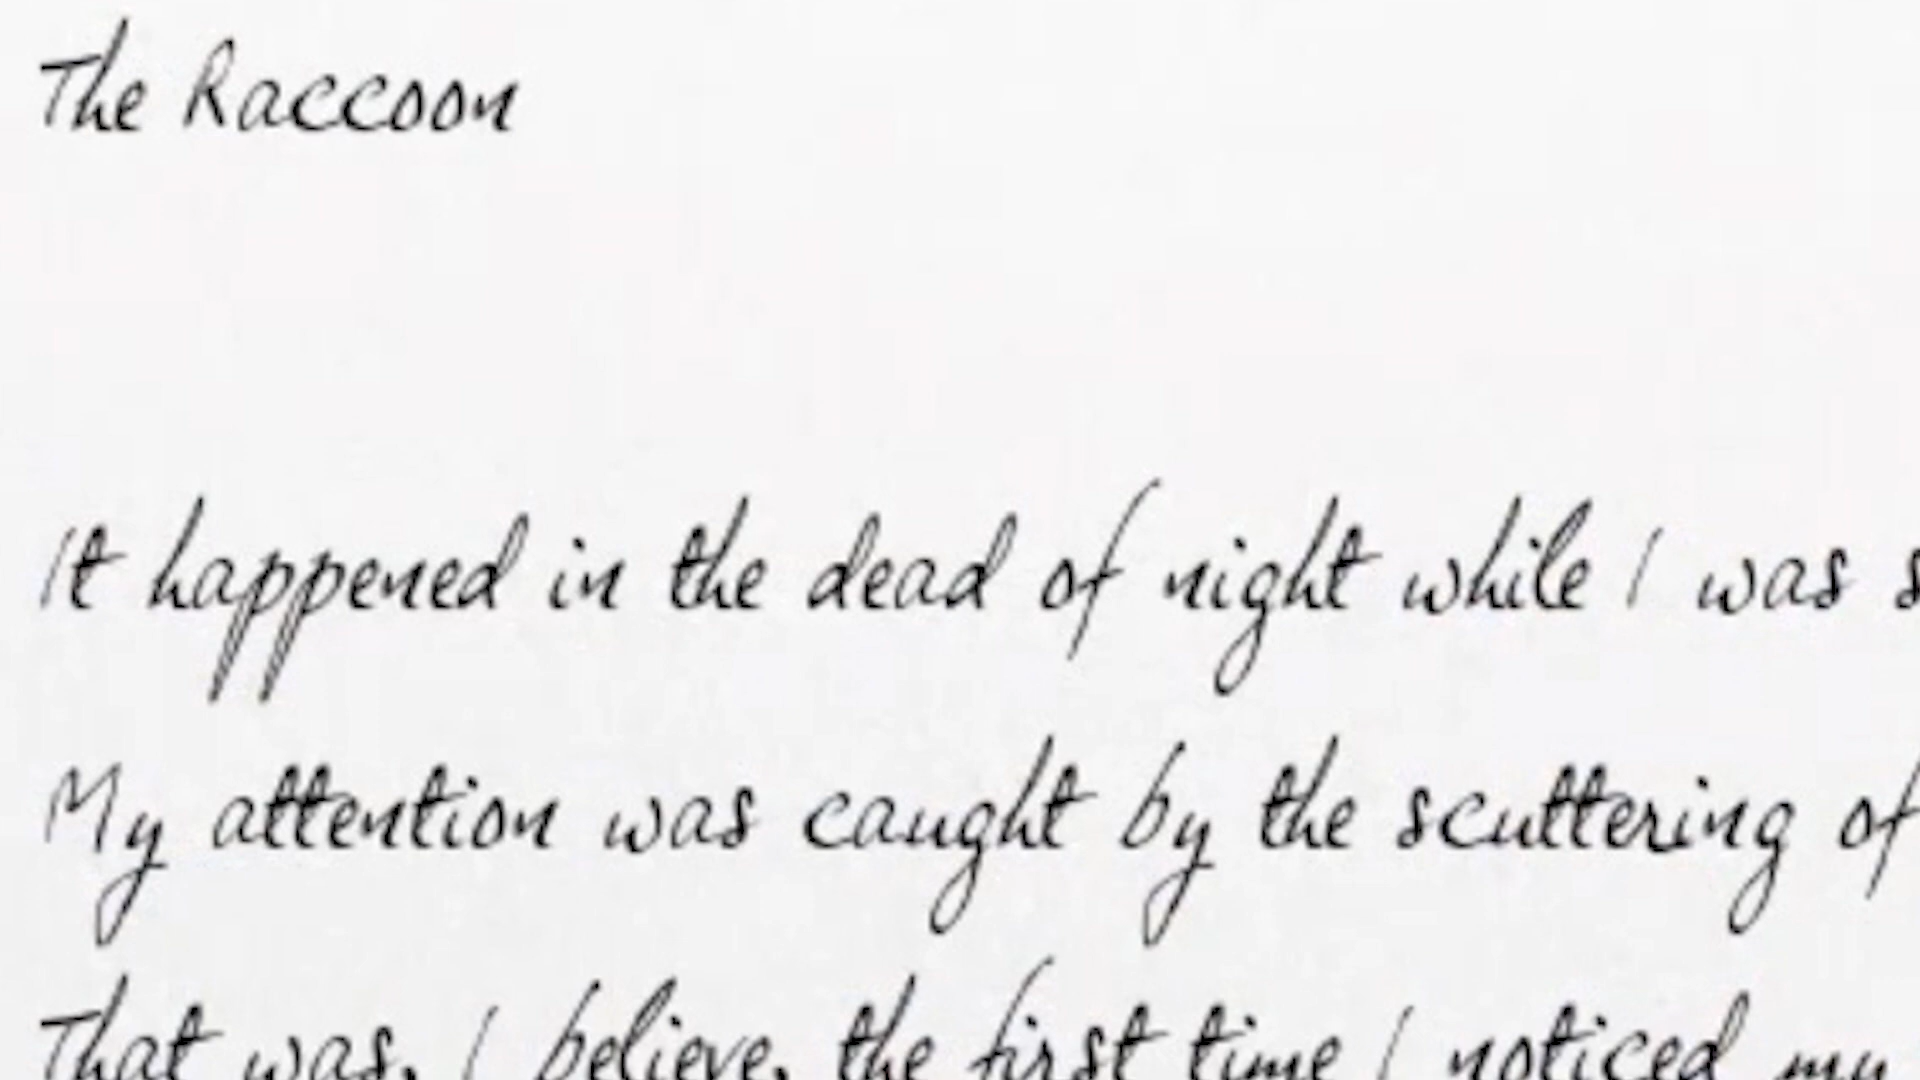 The Raccoon
It happened in the dead of night while I was s
My attention was caught by the scuttering of
That was, I believe, the first time I noticed my